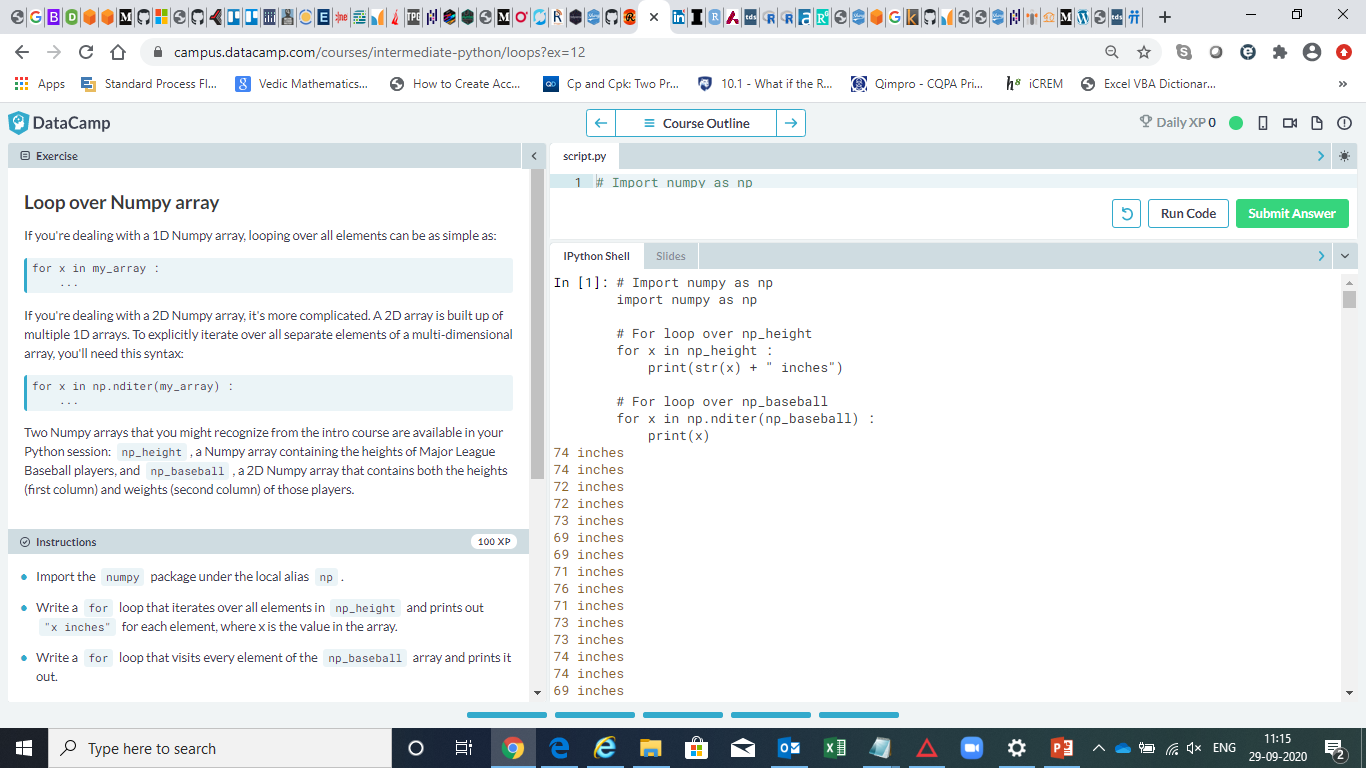 campus.datacamp.com/courses/intermediate-python/loops?ex=12
Apps
Standard Process Fl...
Vedic Mathematics...
How to Create Acc...
Cp and Cpk: Two Pr...
10.1 - What if the R...
Qimpro - CQPA Pri...
iCREM
Excel VBA Dictionar...
»
DataCamp
Course Outline
Daily XP 0
Exercise
Loop over Numpy array
If you're dealing with a 1D Numpy array, looping over all elements can be as simple as:
for x in my_array :
...
If you're dealing with a 2D Numpy array, it's more complicated. A 2D array is built up of
multiple 1D arrays. To explicitly iterate over all separate elements of a multi-dimensional
array, you'll need this syntax:
for x in np.nditer(my_array) :
...
Two Numpy arrays that you might recognize from the intro course are available in your
Python session: np_height , a Numpy array containing the heights of Major League
Baseball players, and np_baseball , a 2D Numpy array that contains both the heights
(first column) and weights (second column) of those players.
Instructions
100 XP
Import the numpy package under the local alias np .
Write a for loop that iterates over all elements in np_height and prints out
"x inches" for each element, where x is the value in the array.
Write a for loop that visits every element of the np_baseball array and prints it
out.
script.py
1 # Import numpy as np
Run Code
Submit Answer
IPython Shell
Slides
In [1]: # Import numpy as np
import numpy as np
# For loop over np_height
for x in np_height :
print(str(x) + " inches")
# For loop over np_baseball
for x in np.nditer(np_baseball) :
print(x)
74 inches
74 inches
72 inches
72 inches
73 inches
69 inches
69 inches
71 inches
76 inches
71 inches
73 inches
73 inches
74 inches
74 inches
69 inches
Type here to search
ENG
11:15
29-09-2020
2